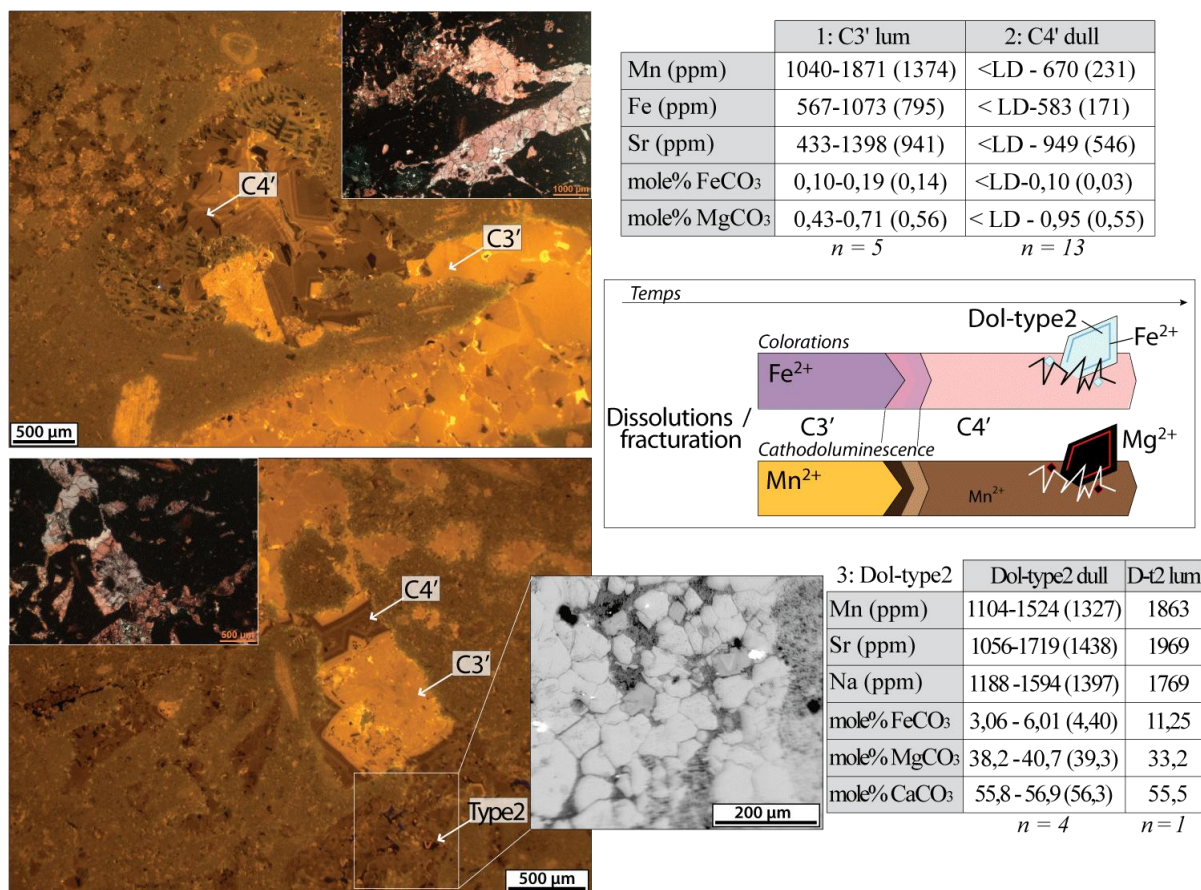 C4′
C3′
500 µm
1000 µm
1: C3' lum 2: C4' dull
Mn (ppm) 1040-1871 (1374) <LD - 670 (231)
Fe (ppm) 567-1073 (795) < LD-583 (171)
Sr (ppm) 433-1398 (941) <LD - 949 (546)
mole% FeCO₃ 0,10-0,19 (0,14) <LD-0,10 (0,03)
mole% MgCO₃ 0,43-0,71 (0,56) < LD - 0,95 (0,55)
n = 5 n = 13
Temps
Dol-type2
Fe²⁺
Colorations
Fe²⁺
Dissolutions /
fracturation
C3′ C4′
Cathodoluminescence
Mg²⁺
Mn²⁺
Mn²⁺
500 µm
C4′
C3′
Type2
500 µm
200 µm
3: Dol-type2 Dol-type2 dull D-t2 lum
Mn (ppm) 1104-1524 (1327) 1863
Sr (ppm) 1056-1719 (1438) 1969
Na (ppm) 1188 -1594 (1397) 1769
mole% FeCO₃ 3,06 - 6,01 (4,40) 11,25
mole% MgCO₃ 38,2 -40,7 (39,3) 33,2
mole% CaCO₃ 55,8 - 56,9 (56,3) 55,5
n = 4 n = 1